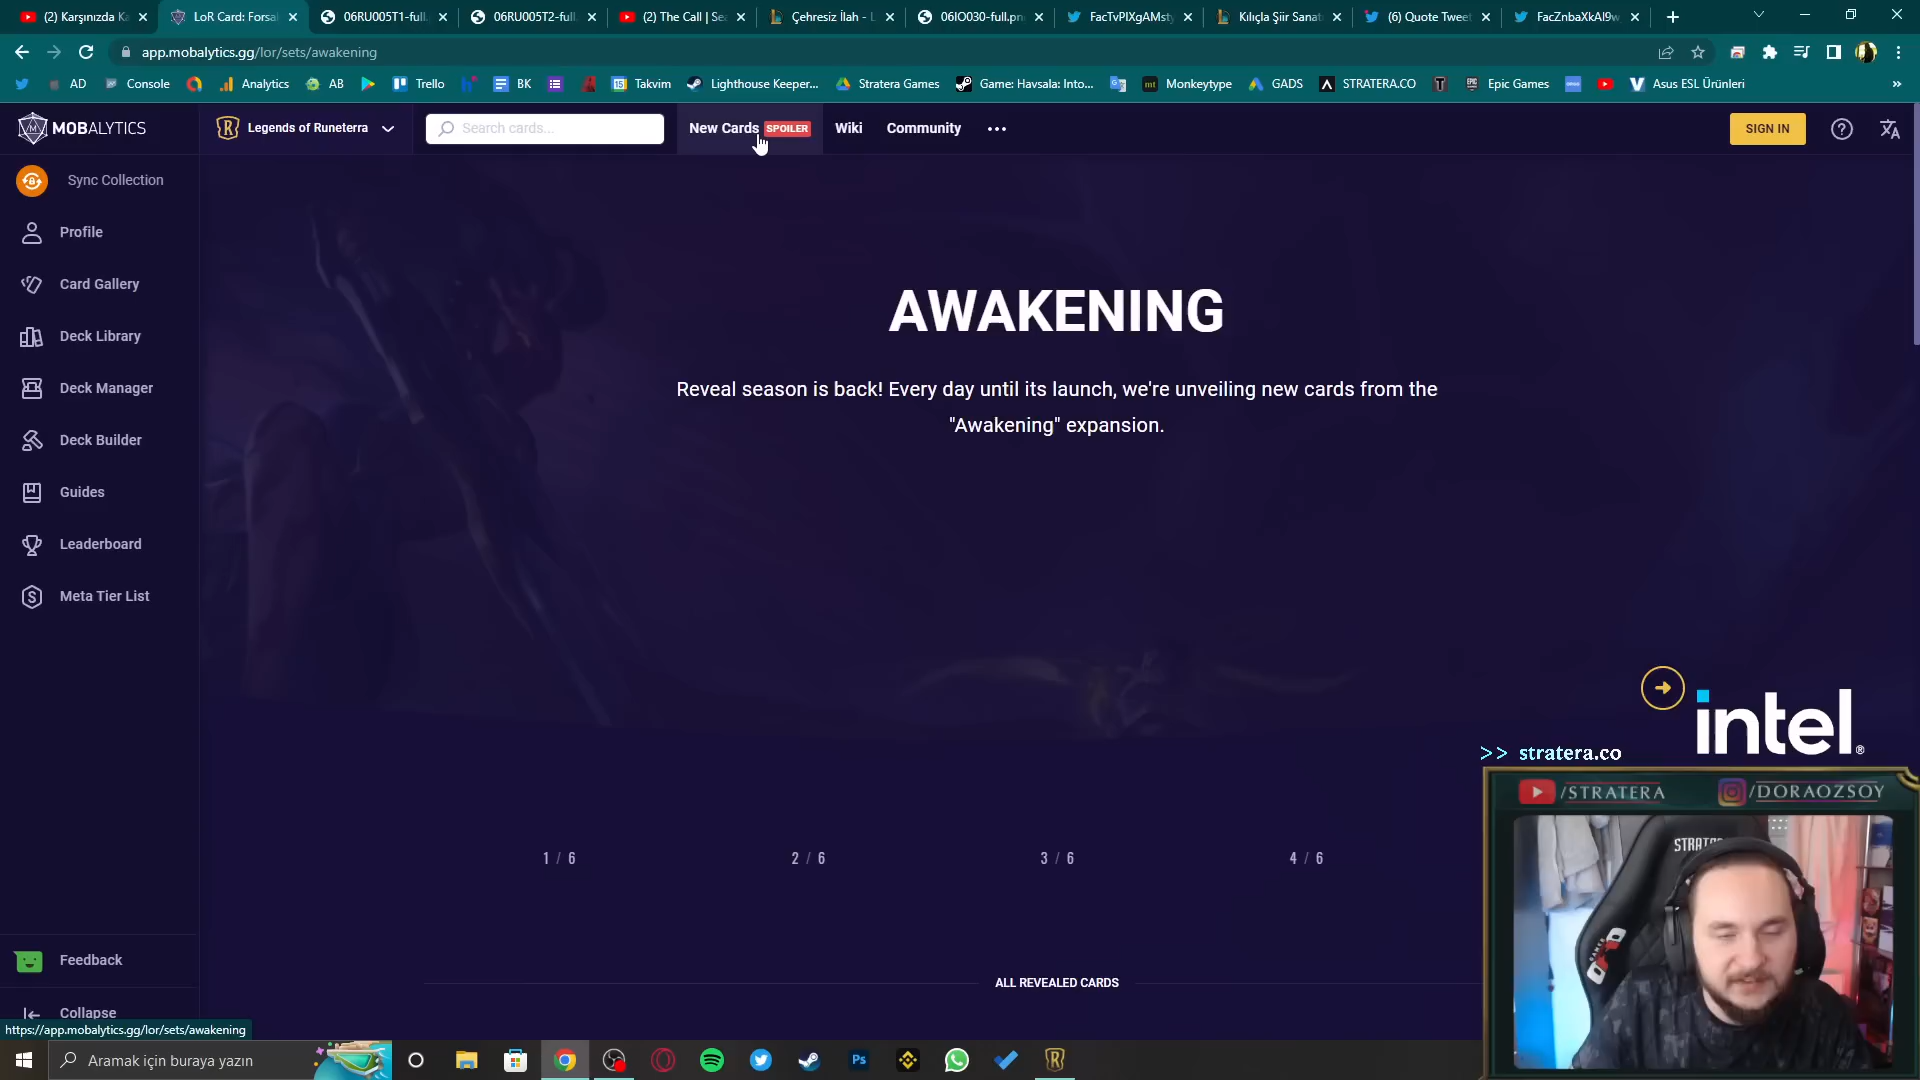 (2) Karşınızda Ka
LoR Card: Forsa
06RU005T1-full
06RU005T2-full
(2) The Call | Sea
Çehresiz İlah - L
06IO030-full.pn
FacTvPlXgAMsty
Kılıçla Şiir Sanat
(6) Quote Tweet
FacZnbaXkAI9w
app.mobalytics.gg/lor/sets/awakening
AD
Console
Analytics
AB
Trello
BK
Takvim
Lighthouse Keeper...
Stratera Games
Game: Havsala: Into...
Monkeytype
GADS
STRATERA.CO
Epic Games
Asus ESL Ürünleri
»
MOBALYTICS
Legends of Runeterra
Search cards...
New Cards SPOILER
Wiki
Community
SIGN IN
Sync Collection
Profile
Card Gallery
Deck Library
Deck Manager
Deck Builder
Guides
Leaderboard
Meta Tier List
AWAKENING
Reveal season is back! Every day until its launch, we're unveiling new cards from the
"Awakening" expansion.
1 / 6
2 / 6
3 / 6
4 / 6
ALL REVEALED CARDS
intel
>> stratera.co
/STRATERA
/DORAOZSOY
Feedback
Collapse
https://app.mobalytics.gg/lor/sets/awakening
Aramak için buraya yazın